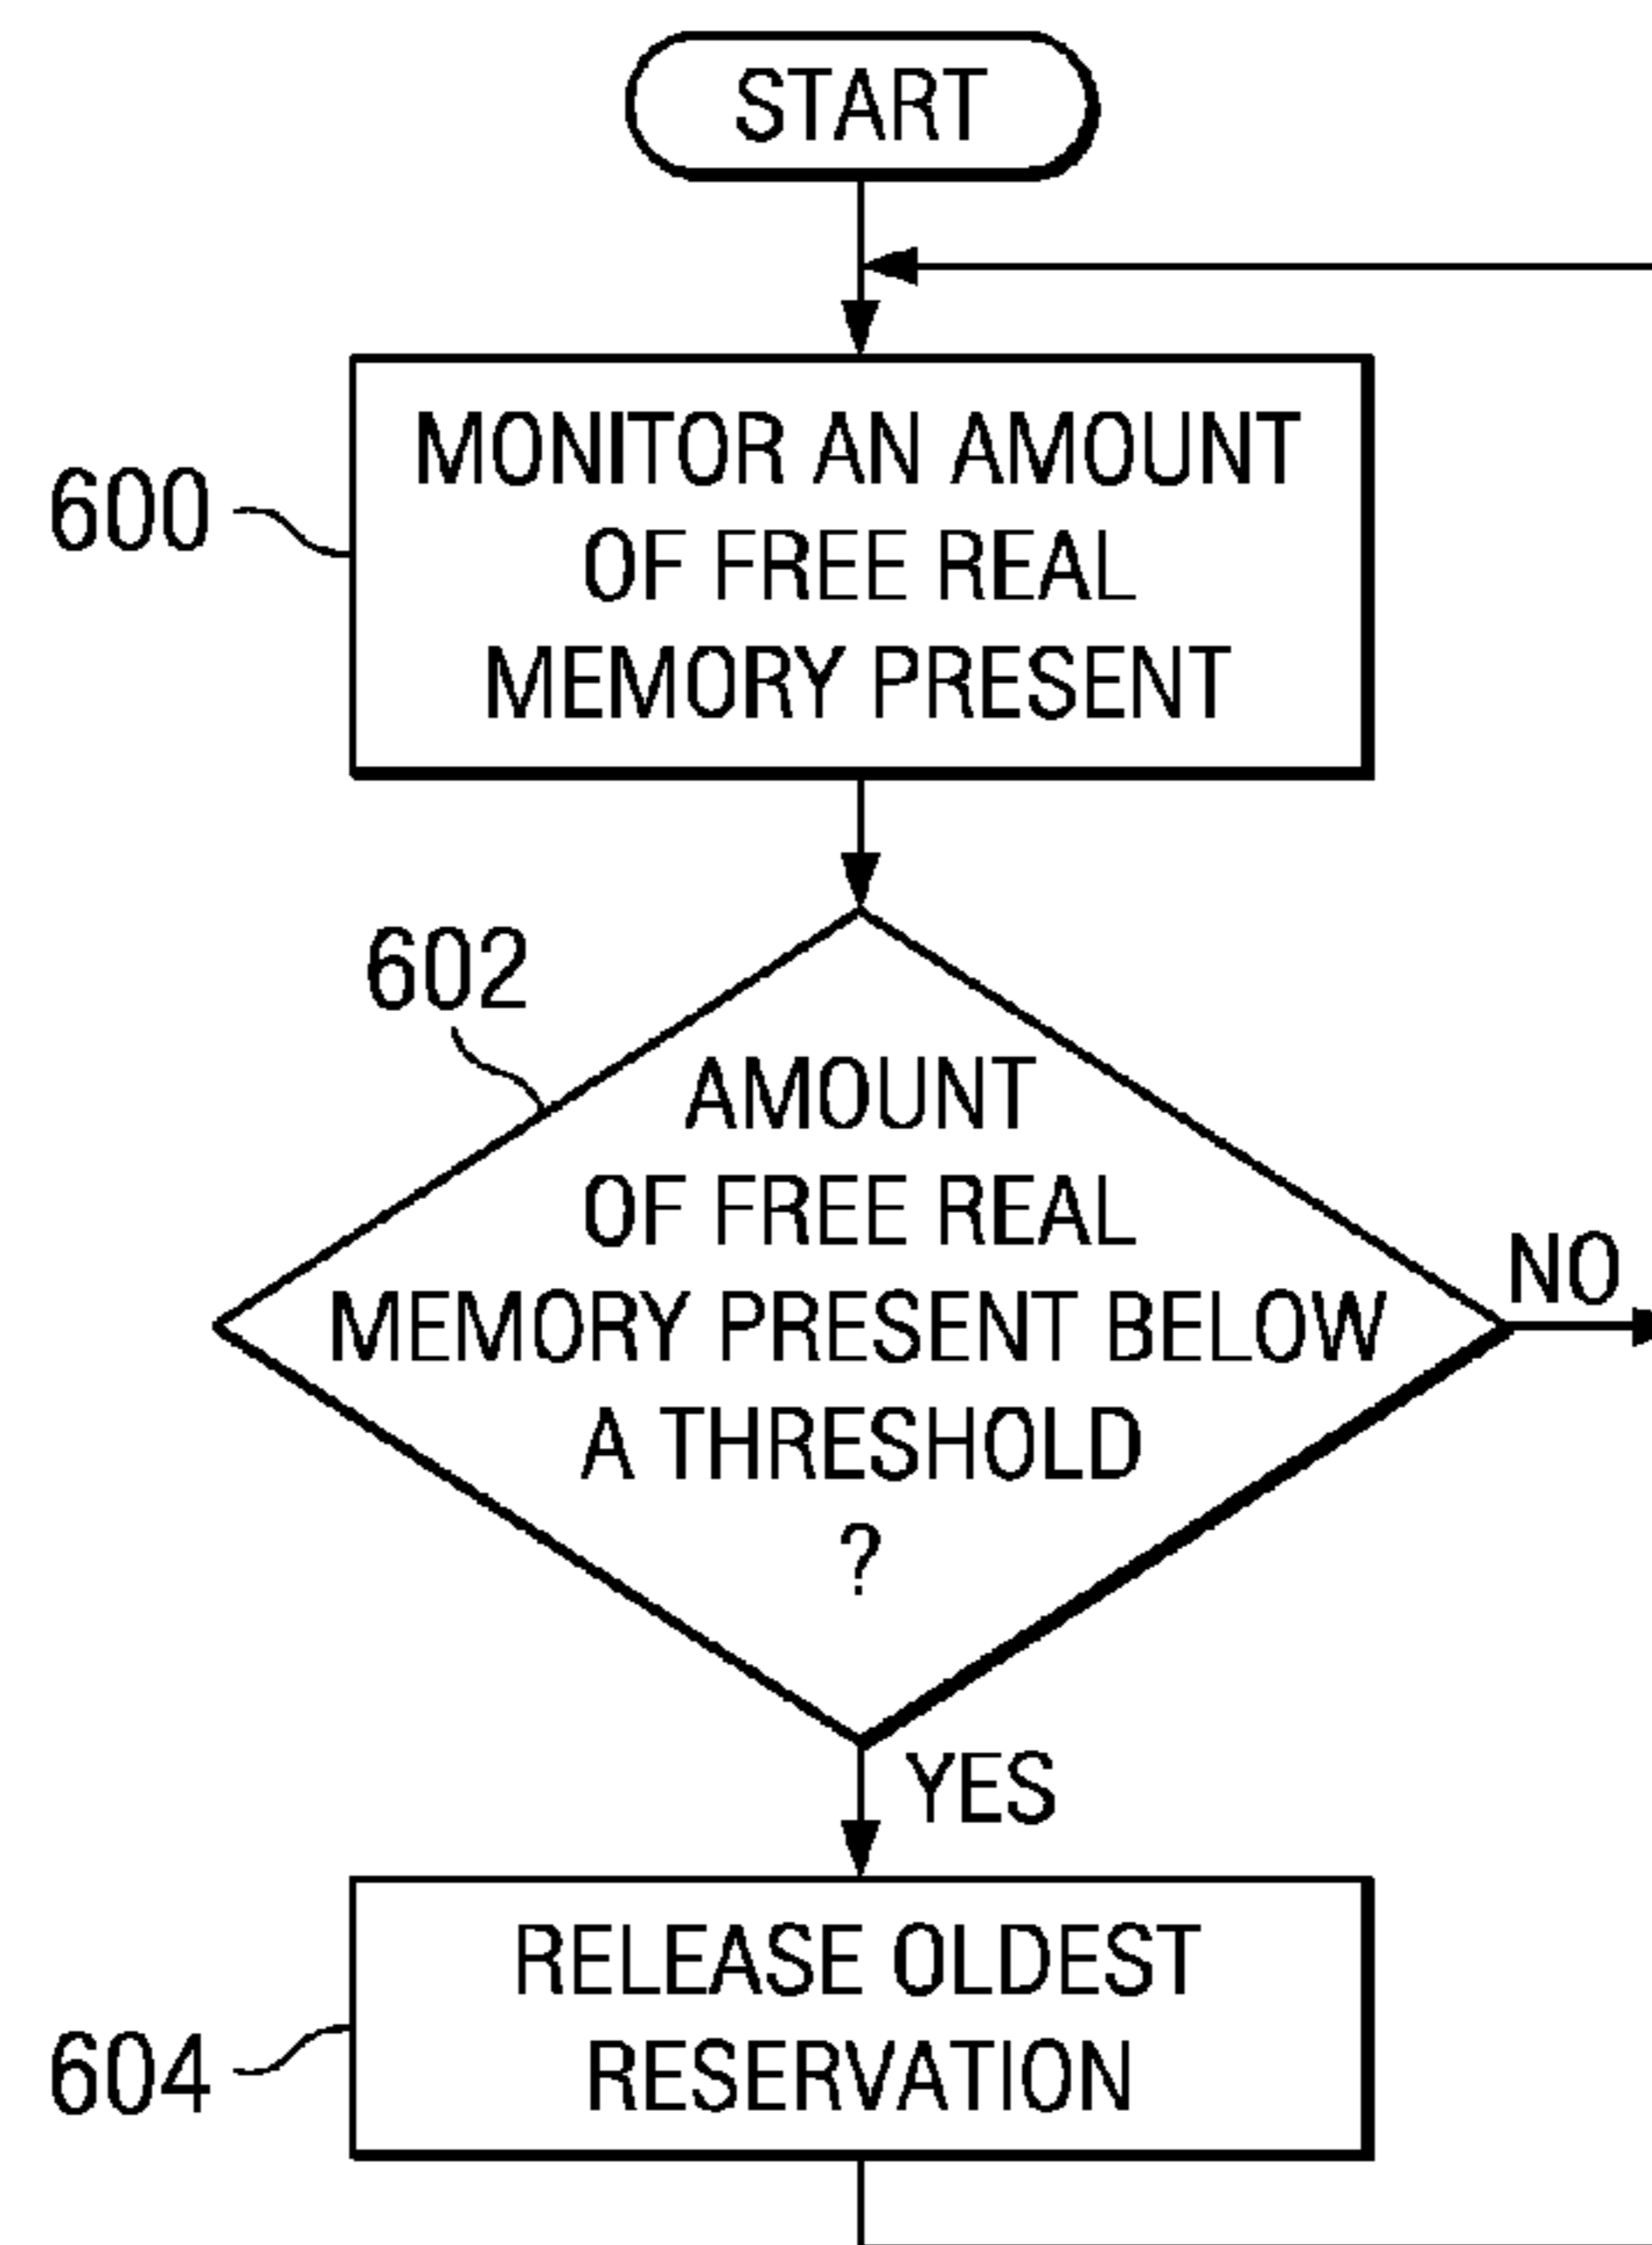 START
MONITOR AN AMOUNT
OF FREE REAL
MEMORY PRESENT
600
602
AMOUNT
OF FREE REAL
MEMORY PRESENT BELOW
A THRESHOLD
?
NO
YES
RELEASE OLDEST
RESERVATION
604